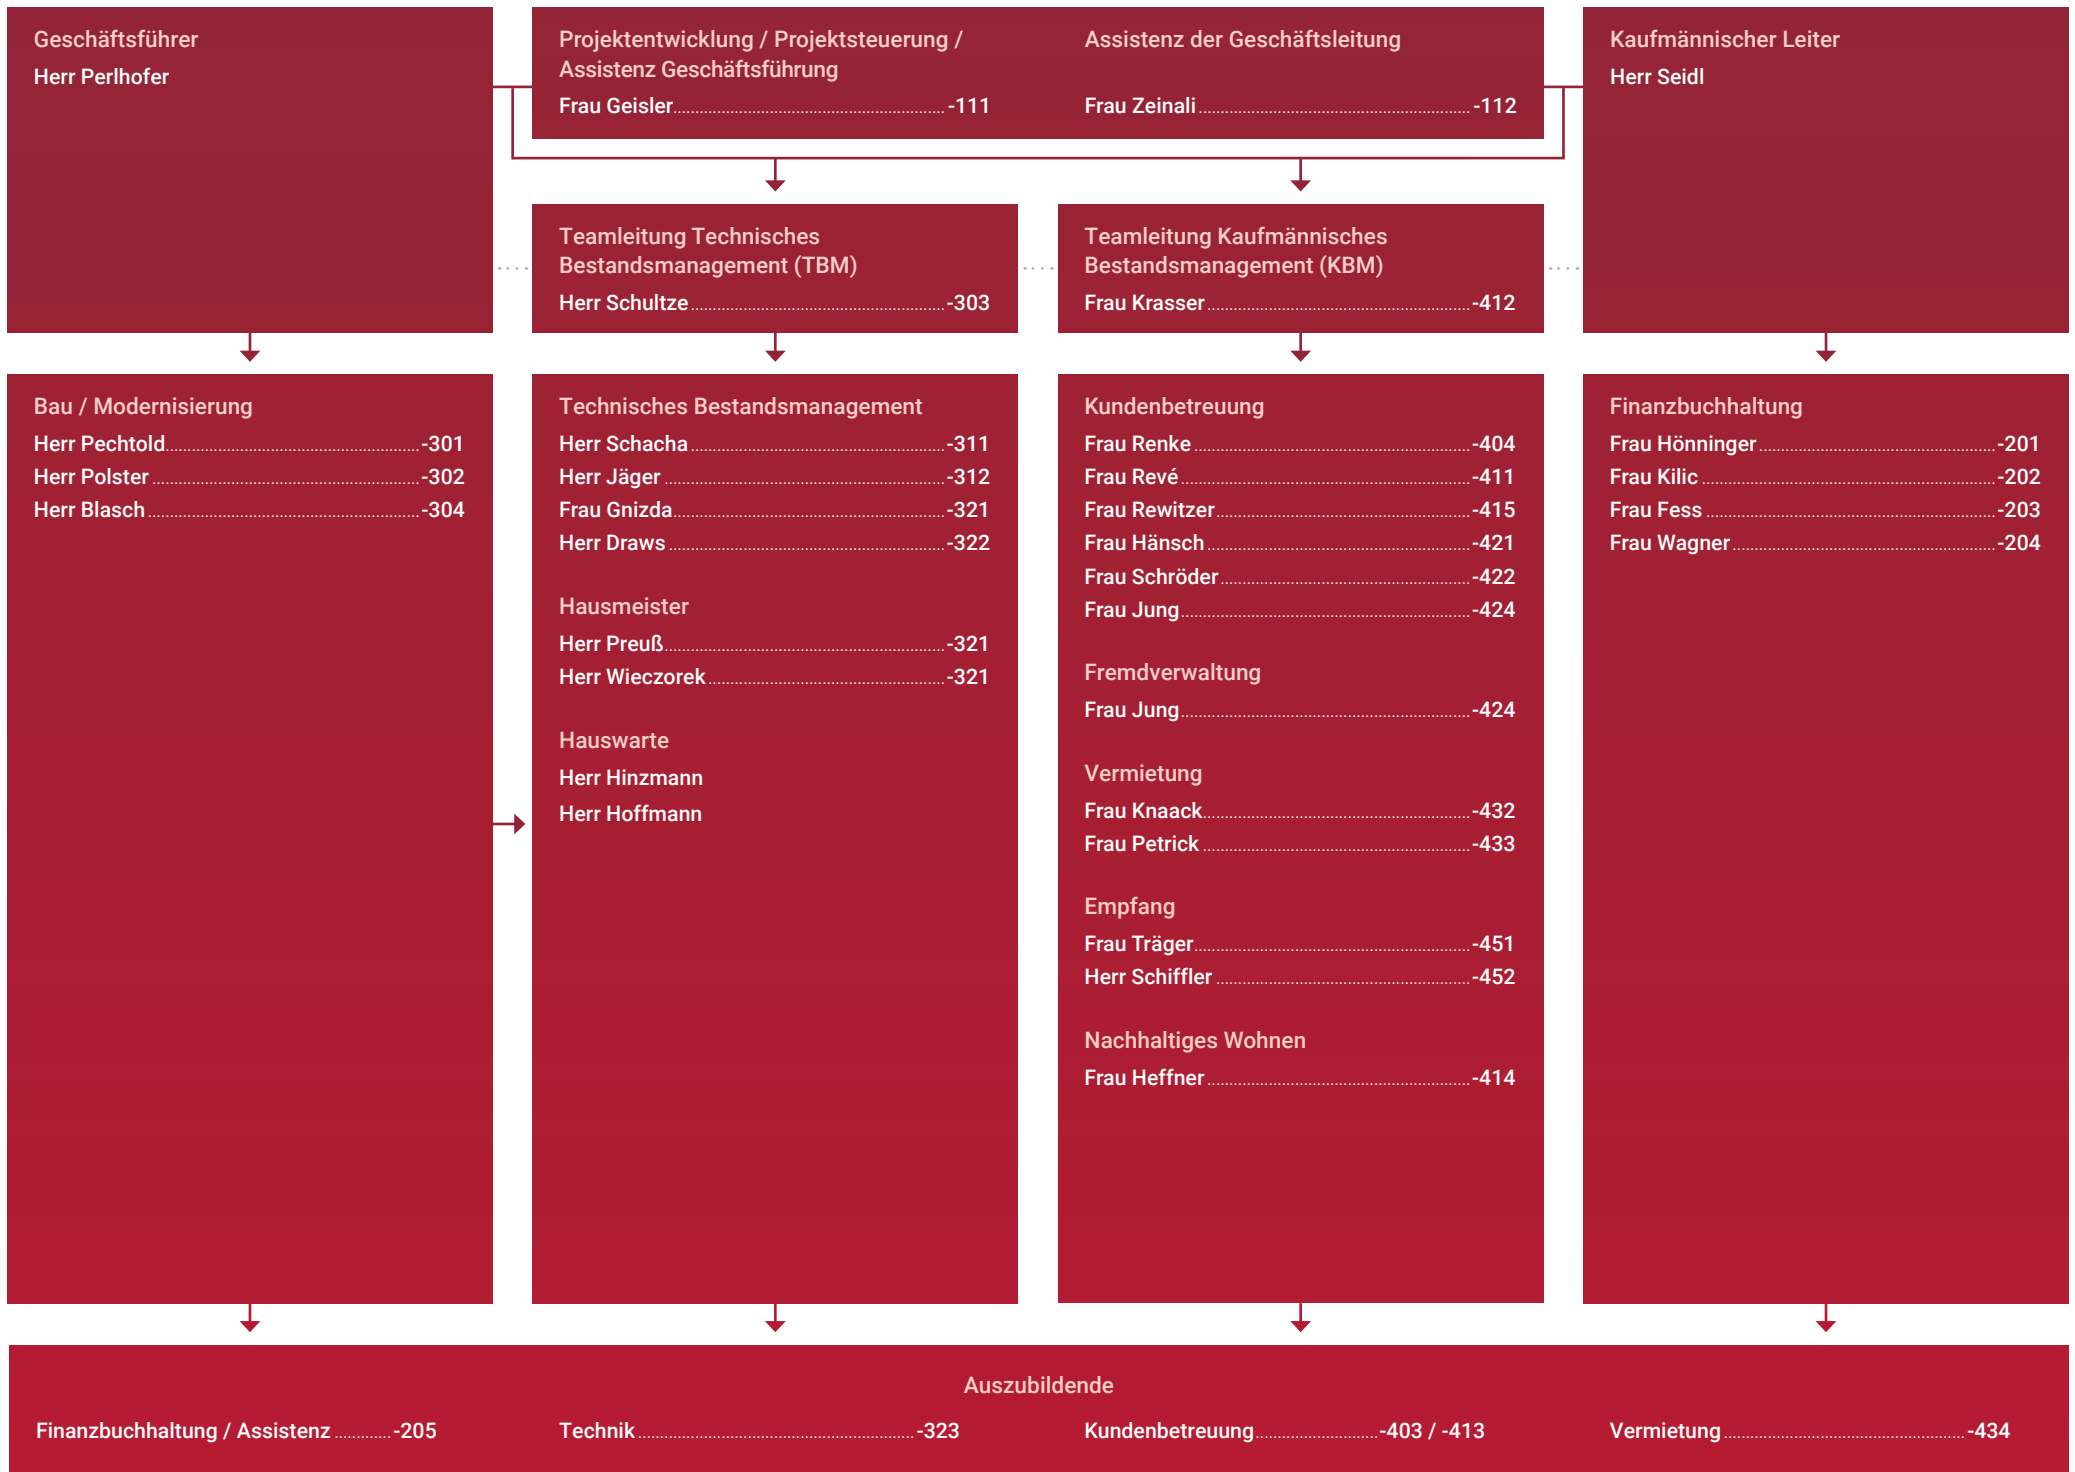 Geschäftsführer
Herr Perlhofer
Projektentwicklung / Projektsteuerung /
Assistenz Geschäftsführung
Frau Geisler -111
Assistenz der Geschäftsleitung
Frau Zeinali -112
Kaufmännischer Leiter
Herr Seidl
Teamleitung Technisches
Bestandsmanagement (TBM)
Herr Schultze -303
Teamleitung Kaufmännisches
Bestandsmanagement (KBM)
Frau Krasser -412
Bau / Modernisierung
Herr Pechtold -301
Herr Polster -302
Herr Blasch -304
Technisches Bestandsmanagement
Herr Schacha -311
Herr Jäger -312
Frau Gnizda -321
Herr Draws -322
Hausmeister
Herr Preuß -321
Herr Wieczorek -321
Hauswarte
Herr Hinzmann
Herr Hoffmann
Kundenbetreuung
Frau Renke -404
Frau Revé -411
Frau Rewitzer -415
Frau Hänsch -421
Frau Schröder -422
Frau Jung -424
Fremdverwaltung
Frau Jung -424
Vermietung
Frau Knaack -432
Frau Petrick -433
Empfang
Frau Träger -451
Herr Schiffler -452
Nachhaltiges Wohnen
Frau Heffner -414
Finanzbuchhaltung
Frau Hönninger -201
Frau Kilic -202
Frau Fess -203
Frau Wagner -204
Auszubildende
Finanzbuchhaltung / Assistenz -205
Technik -323
Kundenbetreuung -403 / -413
Vermietung -434